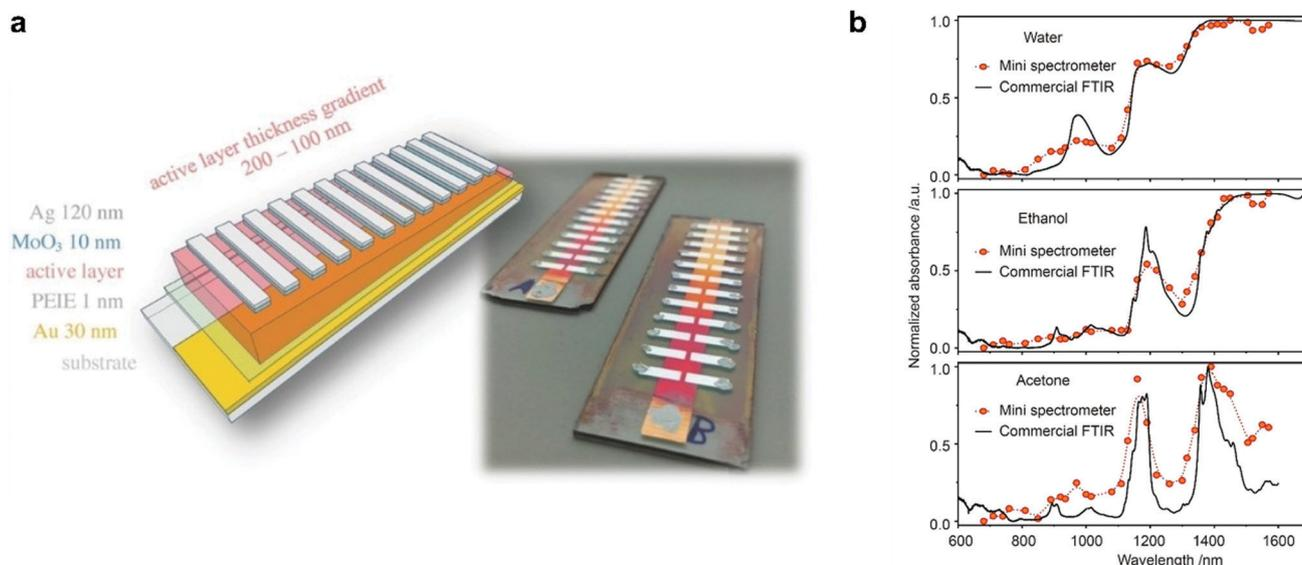 a
active layer thickness gradient
200 – 100 nm
Ag 120 nm
MoO₃ 10 nm
active layer
PEIE 1 nm
Au 30 nm
substrate
A
B
b
Normalized absorbance /a.u.
1.0
0.5
0.0
Water
Mini spectrometer
Commercial FTIR
1.0
0.5
0.0
Ethanol
Mini spectrometer
Commercial FTIR
1.0
0.5
0.0
Acetone
Mini spectrometer
Commercial FTIR
600 800 1000 1200 1400 1600
Wavelength /nm